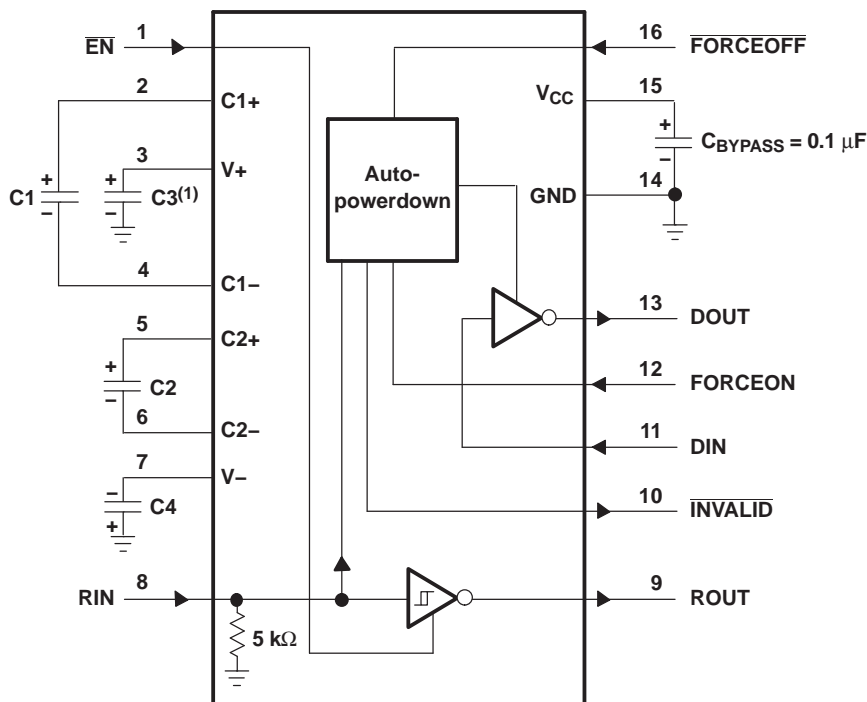 EN 1
16 FORCEOFF
2 C1+
VCC 15
+ CBYPASS = 0.1 μF
−
3 V+
Auto-
powerdown
C1 + −
+ − C3(1)
14 GND
4 C1−
5 C2+
13 DOUT
+ − C2
12 FORCEON
6 C2−
11 DIN
7 V−
− + C4
10 INVALID
RIN 8
9 ROUT
5 kΩ